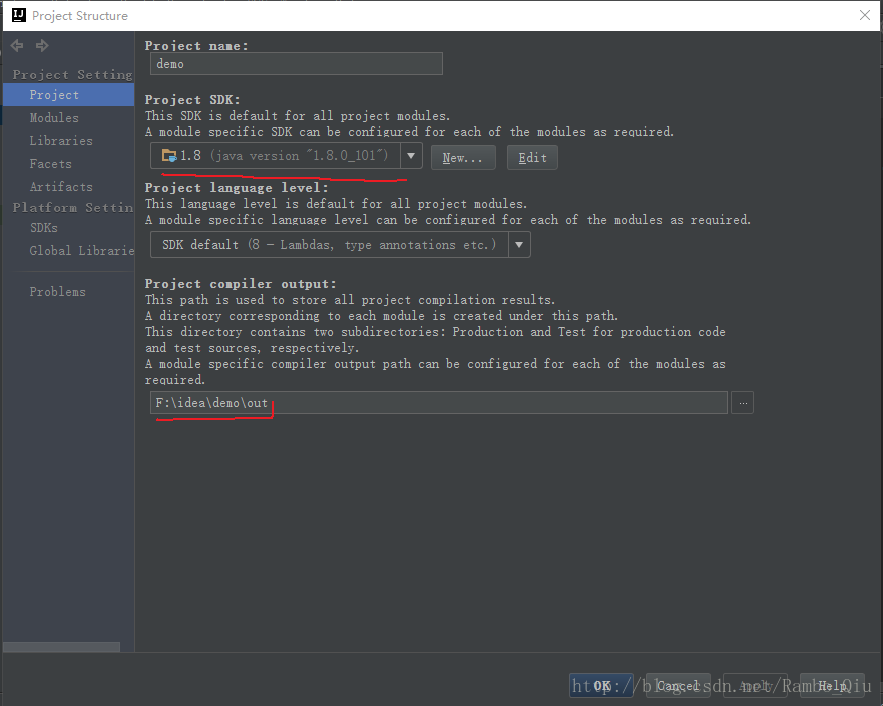 IJ Project Structure
Project Setting
Project
Modules
Libraries
Facets
Artifacts
Platform Settin
SDKs
Global Librarie
Problems
Project name:
demo
Project SDK:
This SDK is default for all project modules.
A module specific SDK can be configured for each of the modules as required.
1.8 (java version "1.8.0_101") New... Edit
Project language level:
This language level is default for all project modules.
A module specific language level can be configured for each of the modules as required.
SDK default (8 - Lambdas, type annotations etc.)
Project compiler output:
This path is used to store all project compilation results.
A directory corresponding to each module is created under this path.
This directory contains two subdirectories: Production and Test for production code
and test sources, respectively.
A module specific compiler output path can be configured for each of the modules as
required.
F:\idea\demo\out ...
OK Cancel Apply Help
http://blog.csdn.net/Rambo_Qiu